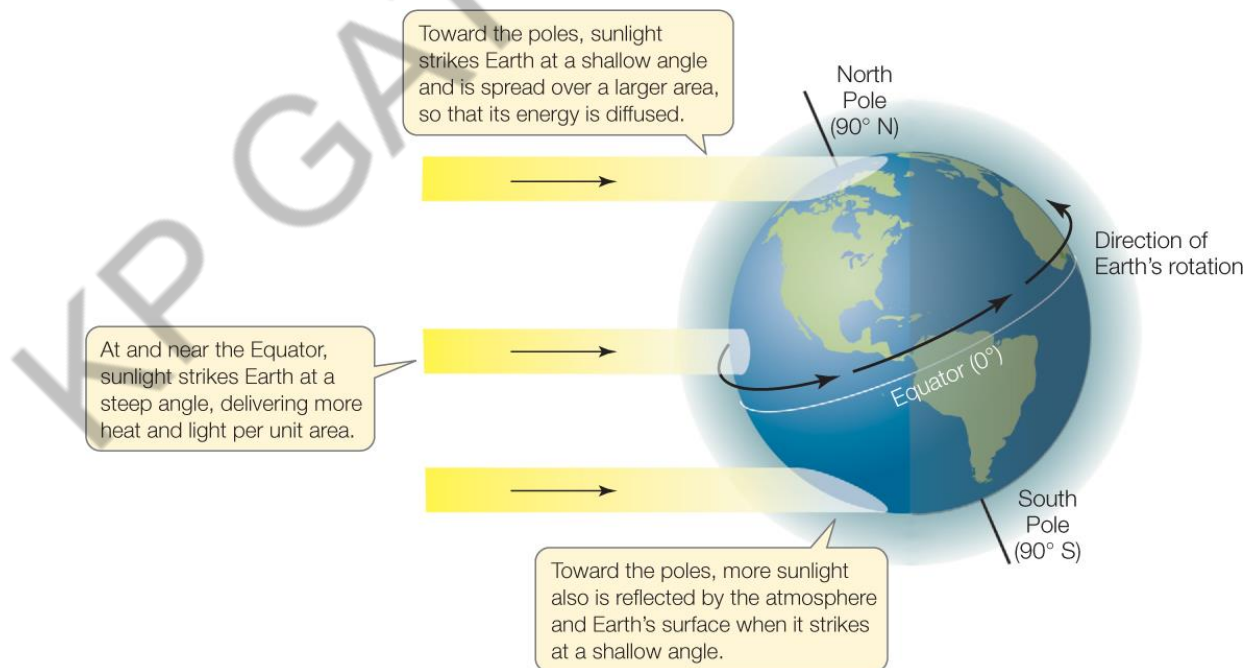 Toward the poles, sunlight
strikes Earth at a shallow angle
and is spread over a larger area,
so that its energy is diffused.
North
Pole
(90° N)
Direction of
Earth's rotation
At and near the Equator,
sunlight strikes Earth at a
steep angle, delivering more
heat and light per unit area.
Equator (0°)
South
Pole
(90° S)
Toward the poles, more sunlight
also is reflected by the atmosphere
and Earth's surface when it strikes
at a shallow angle.
KP